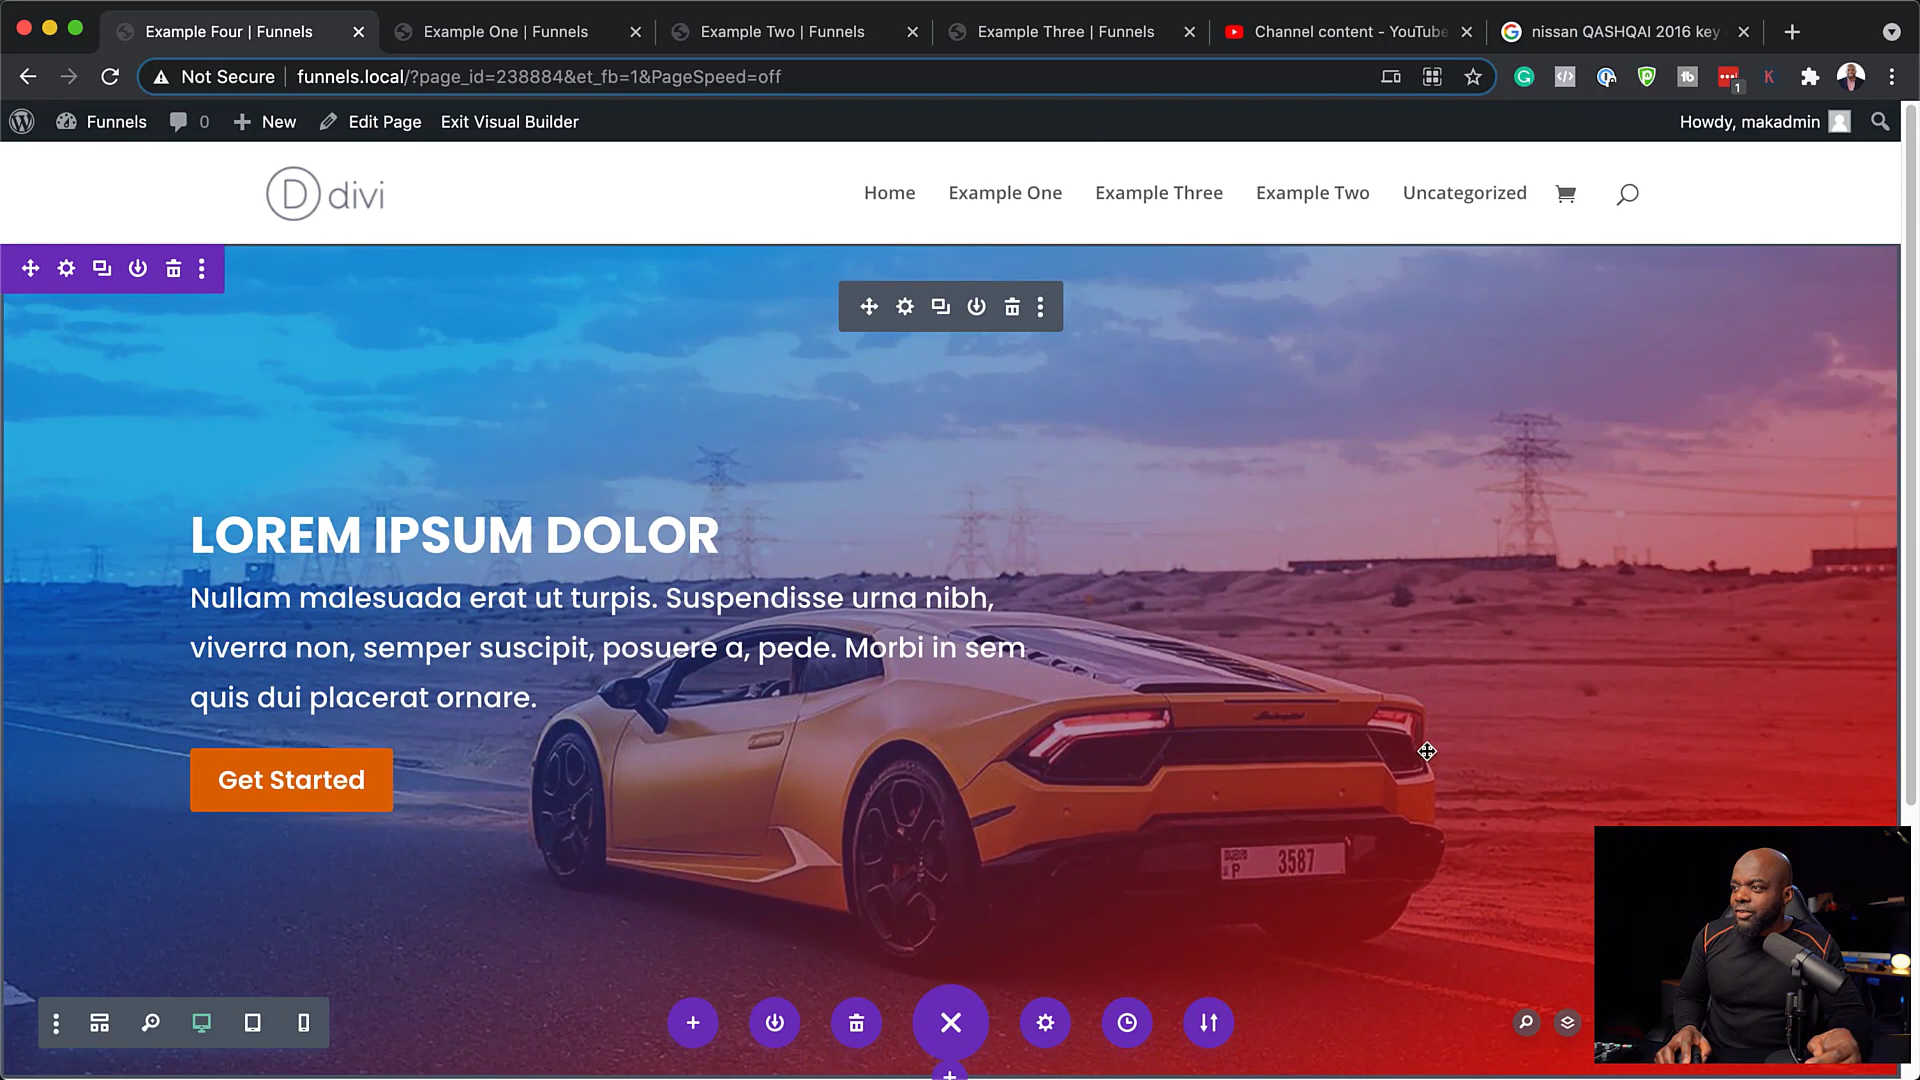 Example Four | Funnels
Example One | Funnels
Example Two | Funnels
Example Three | Funnels
Channel content - YouTube
nissan QASHQAI 2016 key
Not Secure
funnels.local/?page_id=238884&et_fb=1&PageSpeed=off
1
Funnels
0
New
Edit Page
Exit Visual Builder
Howdy, makadmin
D divi
Home
Example One
Example Three
Example Two
Uncategorized
LOREM IPSUM DOLOR
Nullam malesuada erat ut turpis. Suspendisse urna nibh,
viverra non, semper suscipit, posuere a, pede. Morbi in sem
quis dui placerat ornare.
Get Started
P 3587